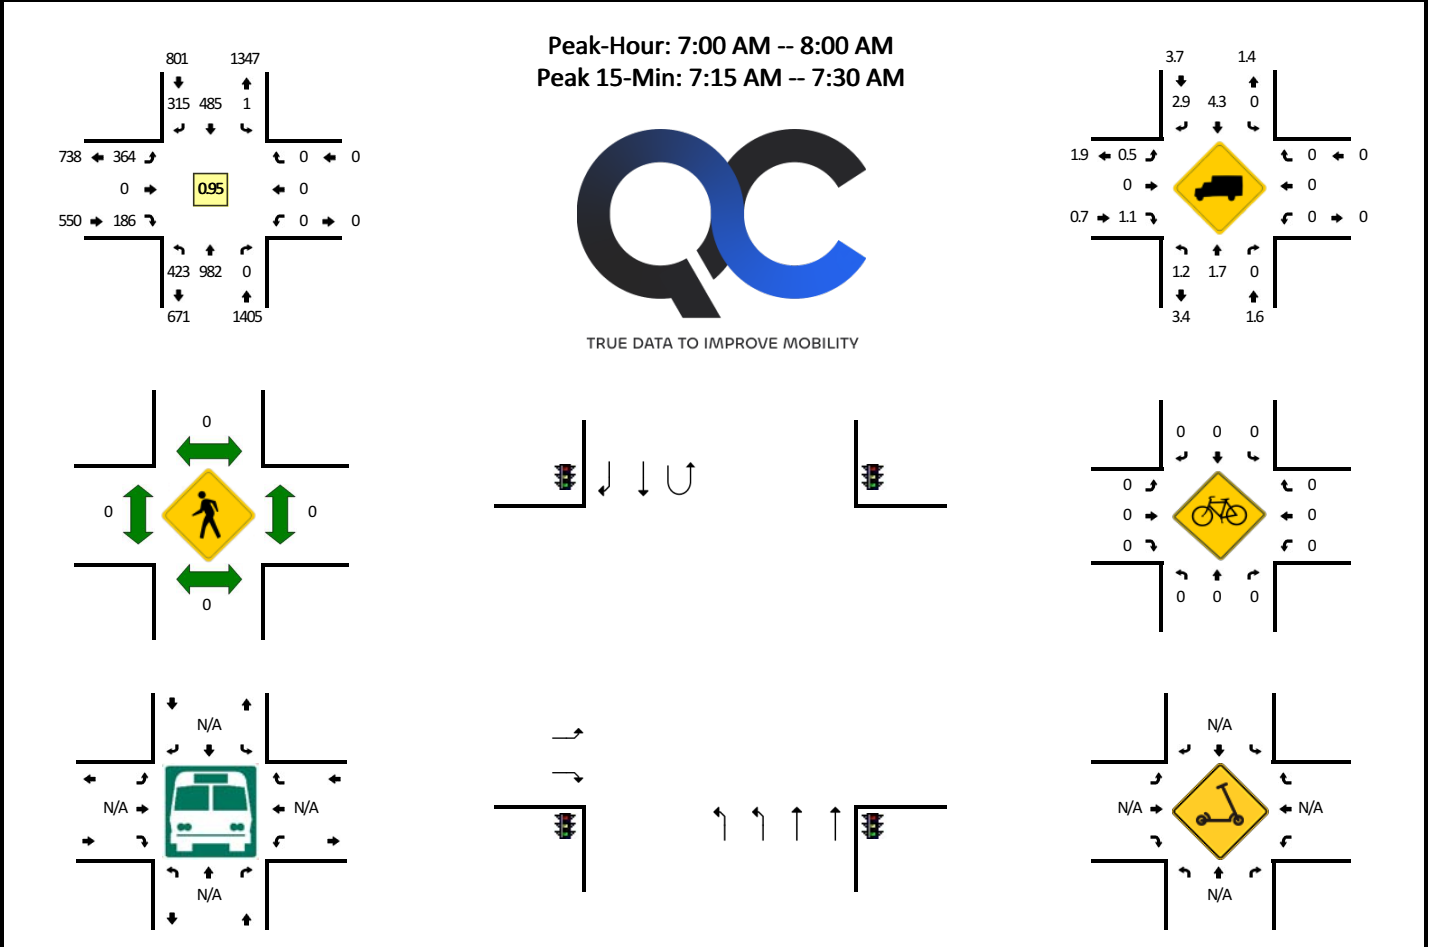 Peak-Hour: 7:00 AM -- 8:00 AM
Peak 15-Min: 7:15 AM -- 7:30 AM
801 1347
315 485 1
738 364 0 0
0 0.95 0
550 186 0 0
423 982 0
671 1405
QC
TRUE DATA TO IMPROVE MOBILITY
3.7 1.4
2.9 4.3 0
1.9 0.5 0 0
0 0
0.7 1.1 0 0
1.2 1.7 0
3.4 1.6
0
0 0
0
0 0 0
0 0
0 0
0 0
0 0 0
N/A
N/A N/A
N/A
N/A
N/A N/A
N/A